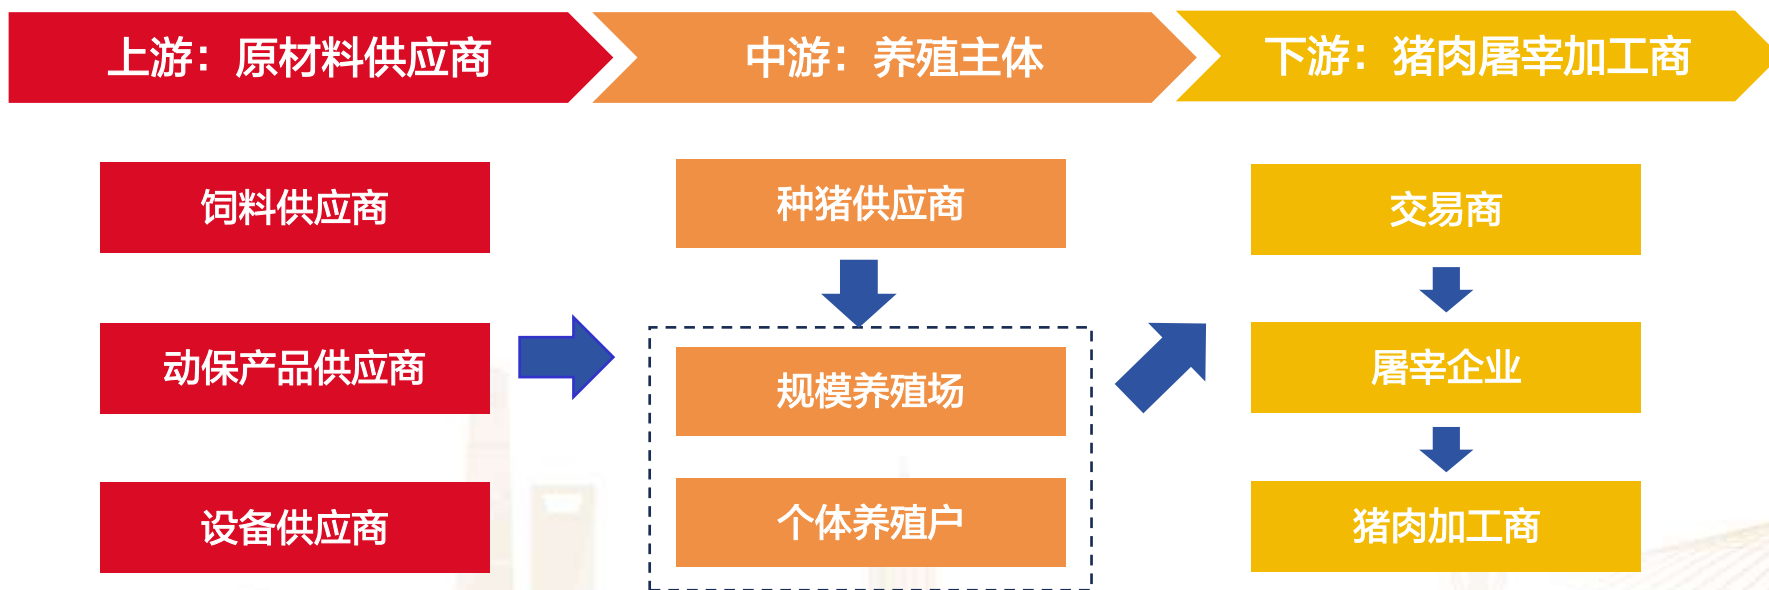 上游：原材料供应商
中游：养殖主体
下游：猪肉屠宰加工商
饲料供应商
动保产品供应商
设备供应商
种猪供应商
规模养殖场
个体养殖户
交易商
屠宰企业
猪肉加工商